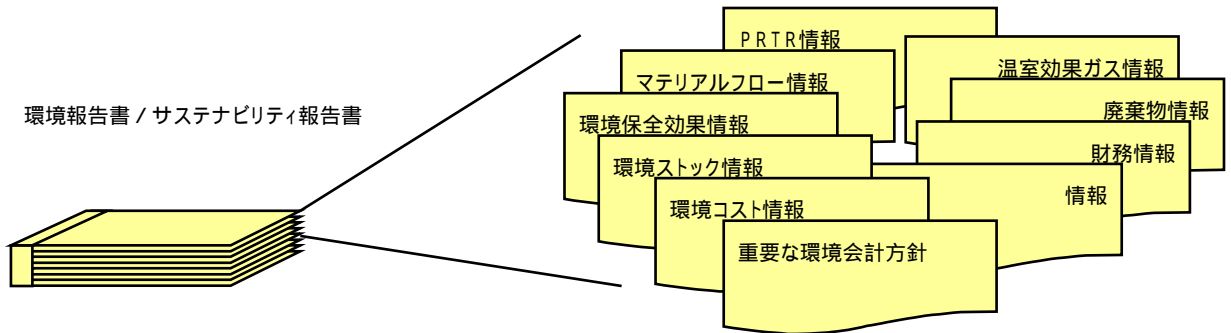 環境報告書 / サステナビリティ報告書
PRTR情報
温室効果ガス情報
マテリアルフロー情報
廃棄物情報
環境保全効果情報
財務情報
環境ストック情報
情報
環境コスト情報
重要な環境会計方針